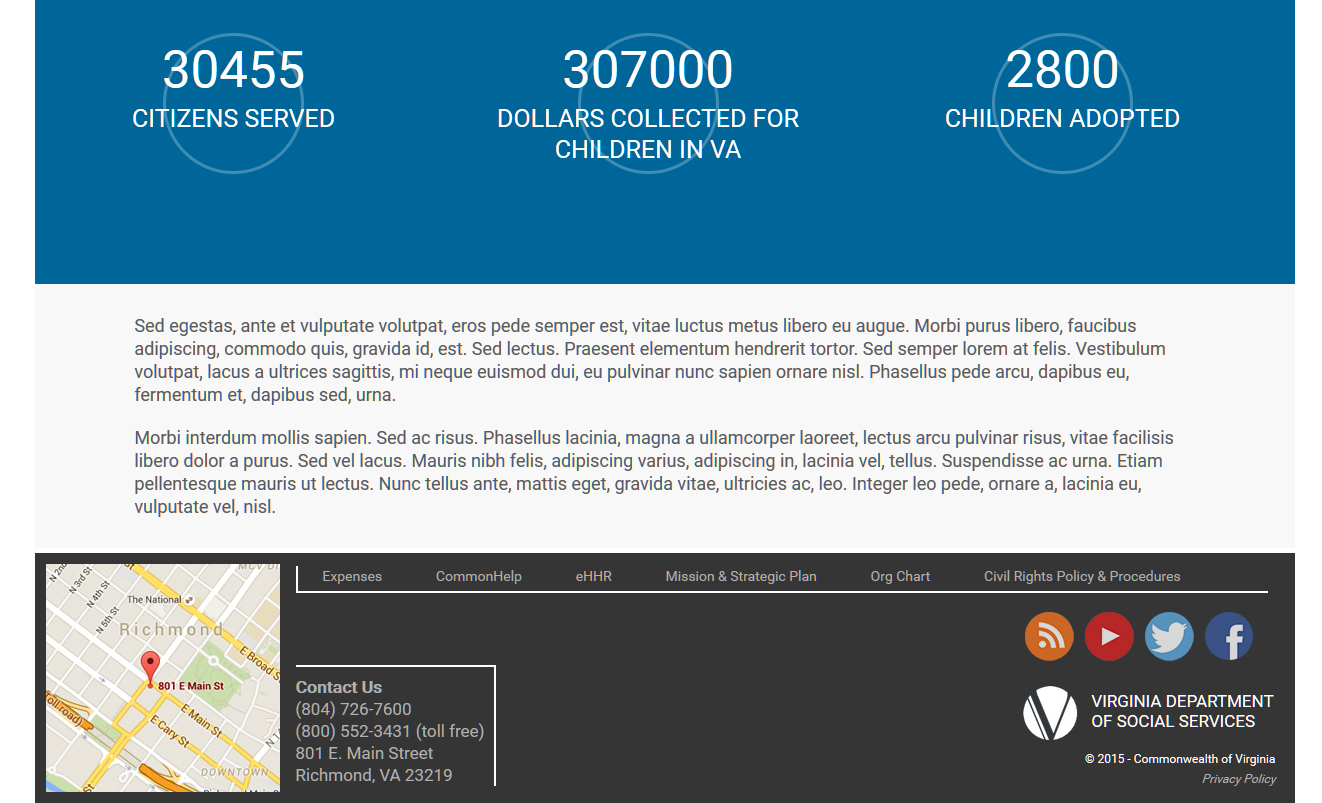 30455
CITIZENS SERVED
307000
DOLLARS COLLECTED FOR
CHILDREN IN VA
2800
CHILDREN ADOPTED
Sed egestas, ante et vulputate volutpat, eros pede semper est, vitae luctus metus libero eu augue. Morbi purus libero, faucibus
adipiscing, commodo quis, gravida id, est. Sed lectus. Praesent elementum hendrerit tortor. Sed semper lorem at felis. Vestibulum
volutpat, lacus a ultrices sagittis, mi neque euismod dui, eu pulvinar nunc sapien ornare nisl. Phasellus pede arcu, dapibus eu,
fermentum et, dapibus sed, urna.
Morbi interdum mollis sapien. Sed ac risus. Phasellus lacinia, magna a ullamcorper laoreet, lectus arcu pulvinar risus, vitae facilisis
libero dolor a purus. Sed vel lacus. Mauris nibh felis, adipiscing varius, adipiscing in, lacinia vel, tellus. Suspendisse ac urna. Etiam
pellentesque mauris ut lectus. Nunc tellus ante, mattis eget, gravida vitae, ultricies ac, leo. Integer leo pede, ornare a, lacinia eu,
vulputate vel, nisl.
N 2nd
N 3rd St
N 4th St
N 5th St
The National
Richmond
E Broad S
801 E Main St
E Main St
E Cary St
(Toll road)
DOWNTOWN
Expenses CommonHelp eHHR Mission & Strategic Plan Org Chart Civil Rights Policy & Procedures
Contact Us
(804) 726-7600
(800) 552-3431 (toll free)
801 E. Main Street
Richmond, VA 23219
VIRGINIA DEPARTMENT
OF SOCIAL SERVICES
© 2015 - Commonwealth of Virginia
Privacy Policy